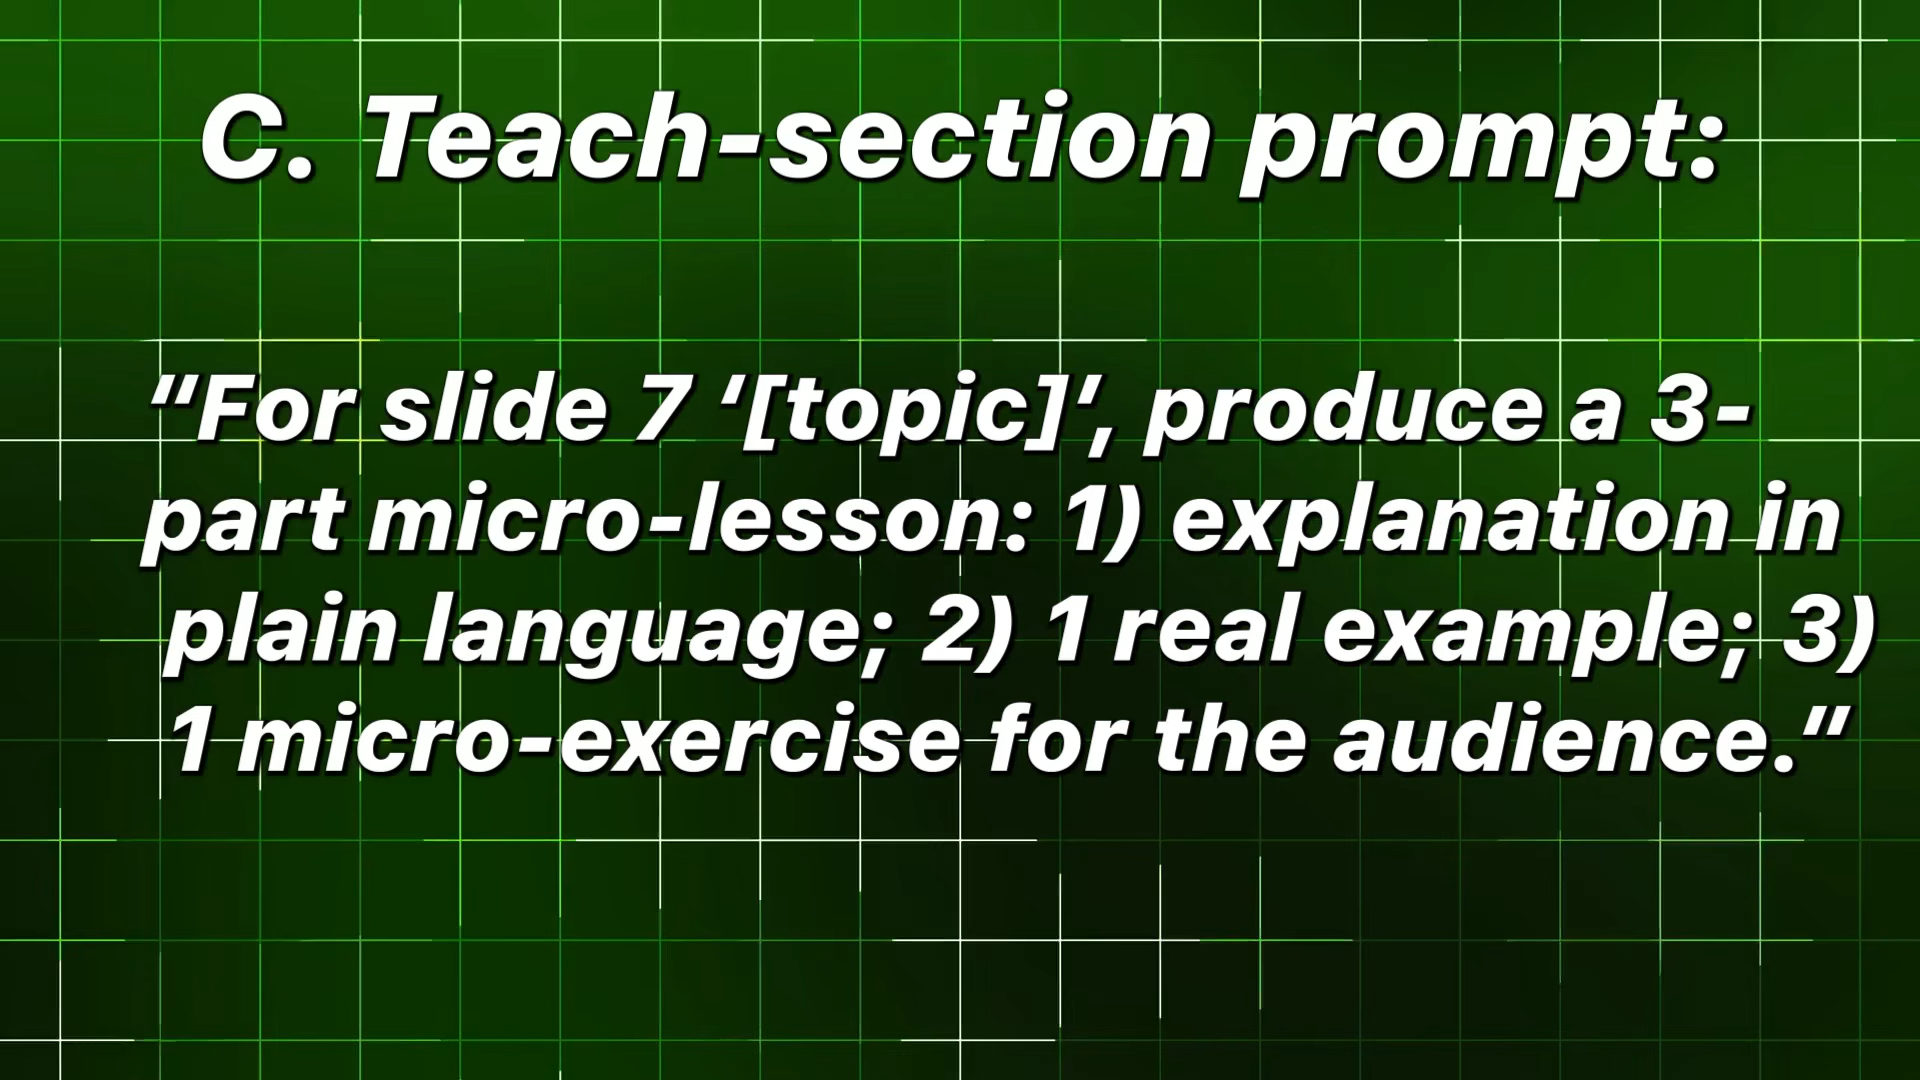 C. Teach-section prompt:
“For slide 7 ‘[topic]’, produce a 3-
part micro-lesson: 1) explanation in
plain language; 2) 1 real example; 3)
1 micro-exercise for the audience.”